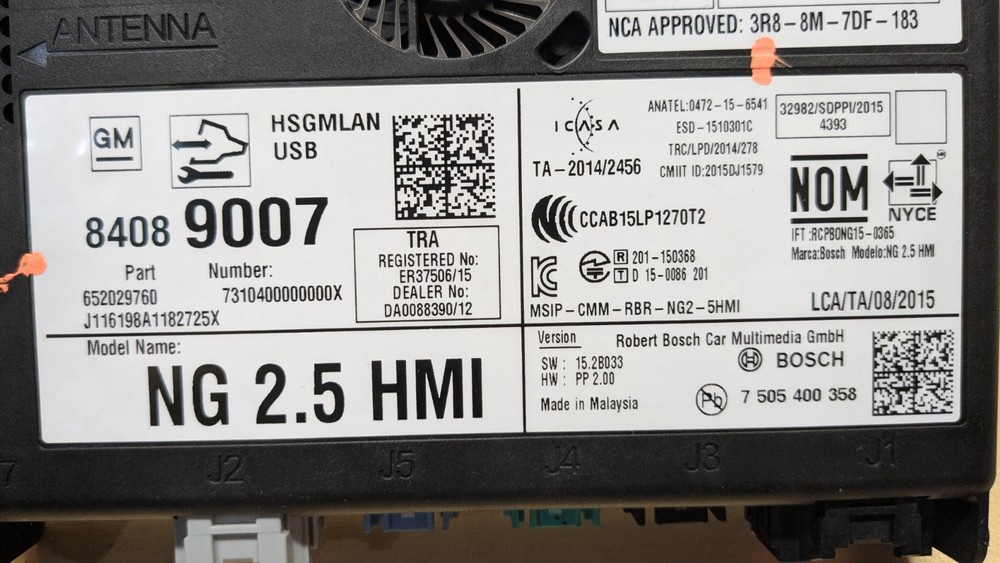 ANTENNA
NCA APPROVED: 3R8-8M-7DF-183
GM
HSGMLAN
USB
8408 9007
Part Number:
652029760 7310400000000X
J116198A1182725X
TRA
REGISTERED No:
ER37506/15
DEALER No:
DA0088390/12
Model Name:
NG 2.5 HMI
ICASA
TA-2014/2456
ANATEL:0472-15-6541
ESD-1510301C
TRC/LPD/2014/278
CMIIT ID:2015DJ1579
32982/SDPPI/2015
4393
CCAB15LP1270T2
NOM
NYCE
IFT :RCPBONG15-0365
Marca:Bosch Modelo:NG 2.5 HMI
R 201-150368
T D 15-0086 201
MSIP-CMM-RBR-NG2-5HMI
LCA/TA/08/2015
Version Robert Bosch Car Multimedia GmbH
SW: 15.28033
HW: PP 2.00
BOSCH
Made in Malaysia
Pb
7 505 400 358
7 J2 J5 J4 J3 J1